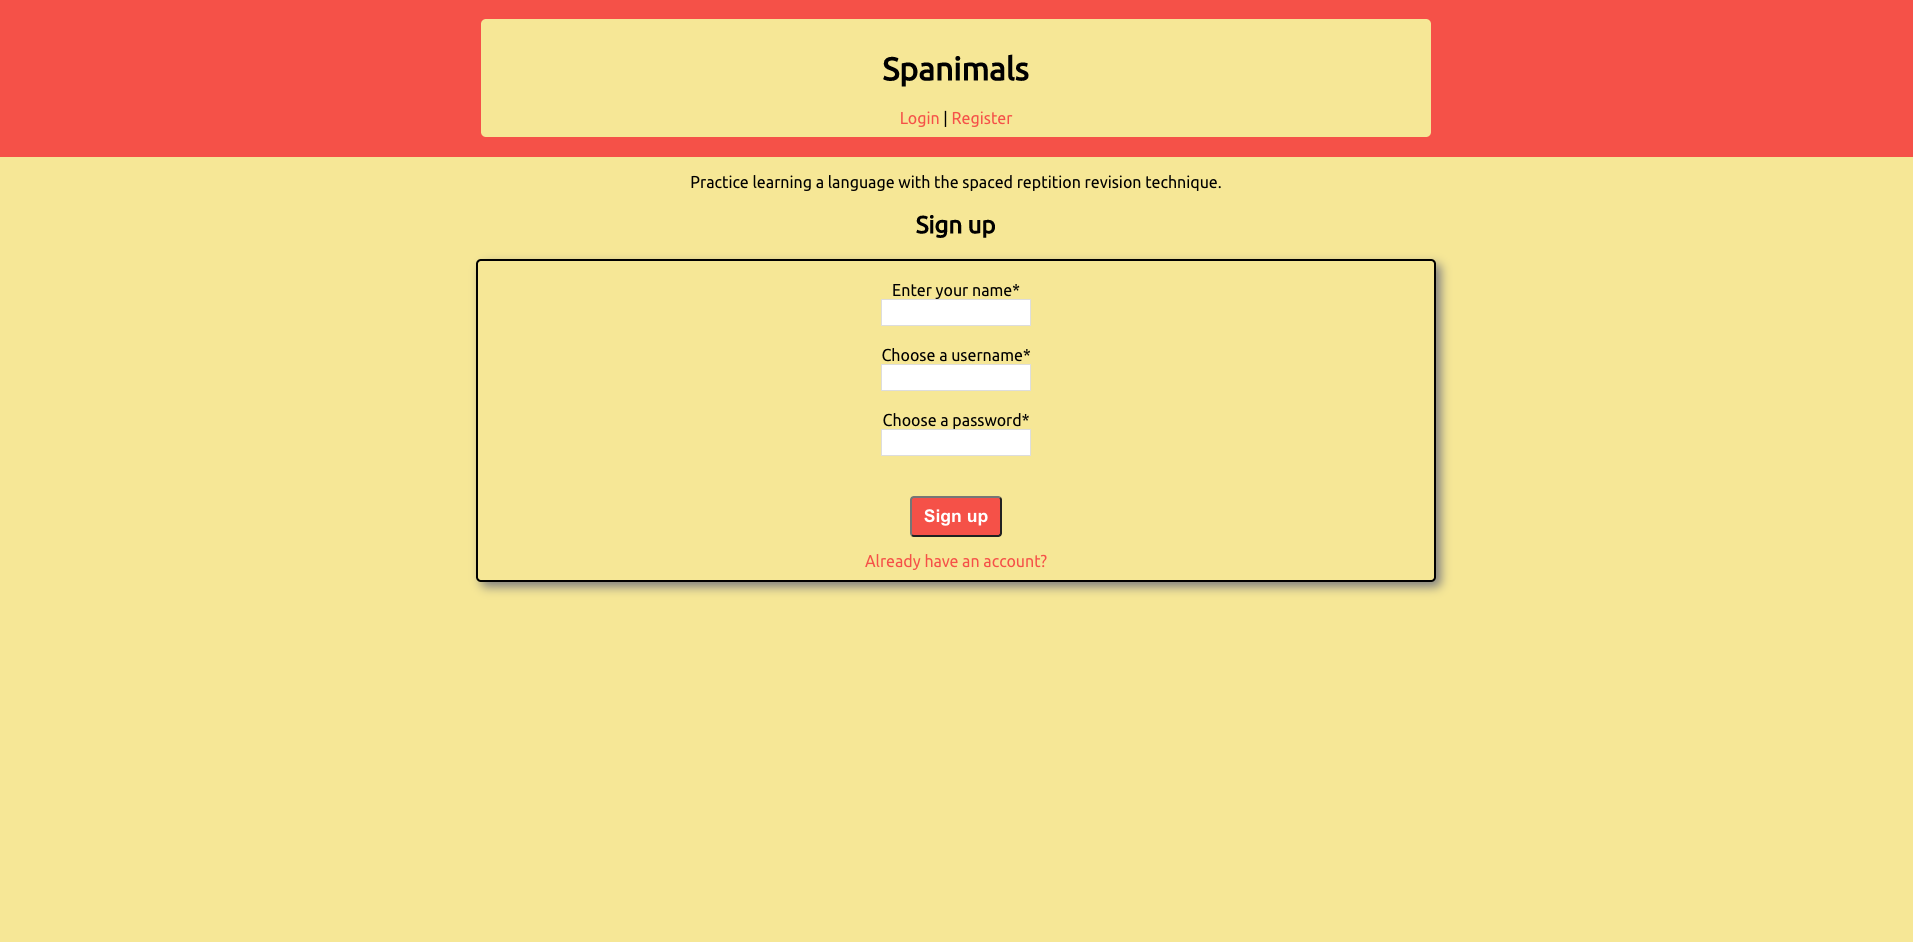 Spanimals
Login | Register
Practice learning a language with the spaced reptition revision technique.
Sign up
Enter your name*
Choose a username*
Choose a password*
Sign up
Already have an account?